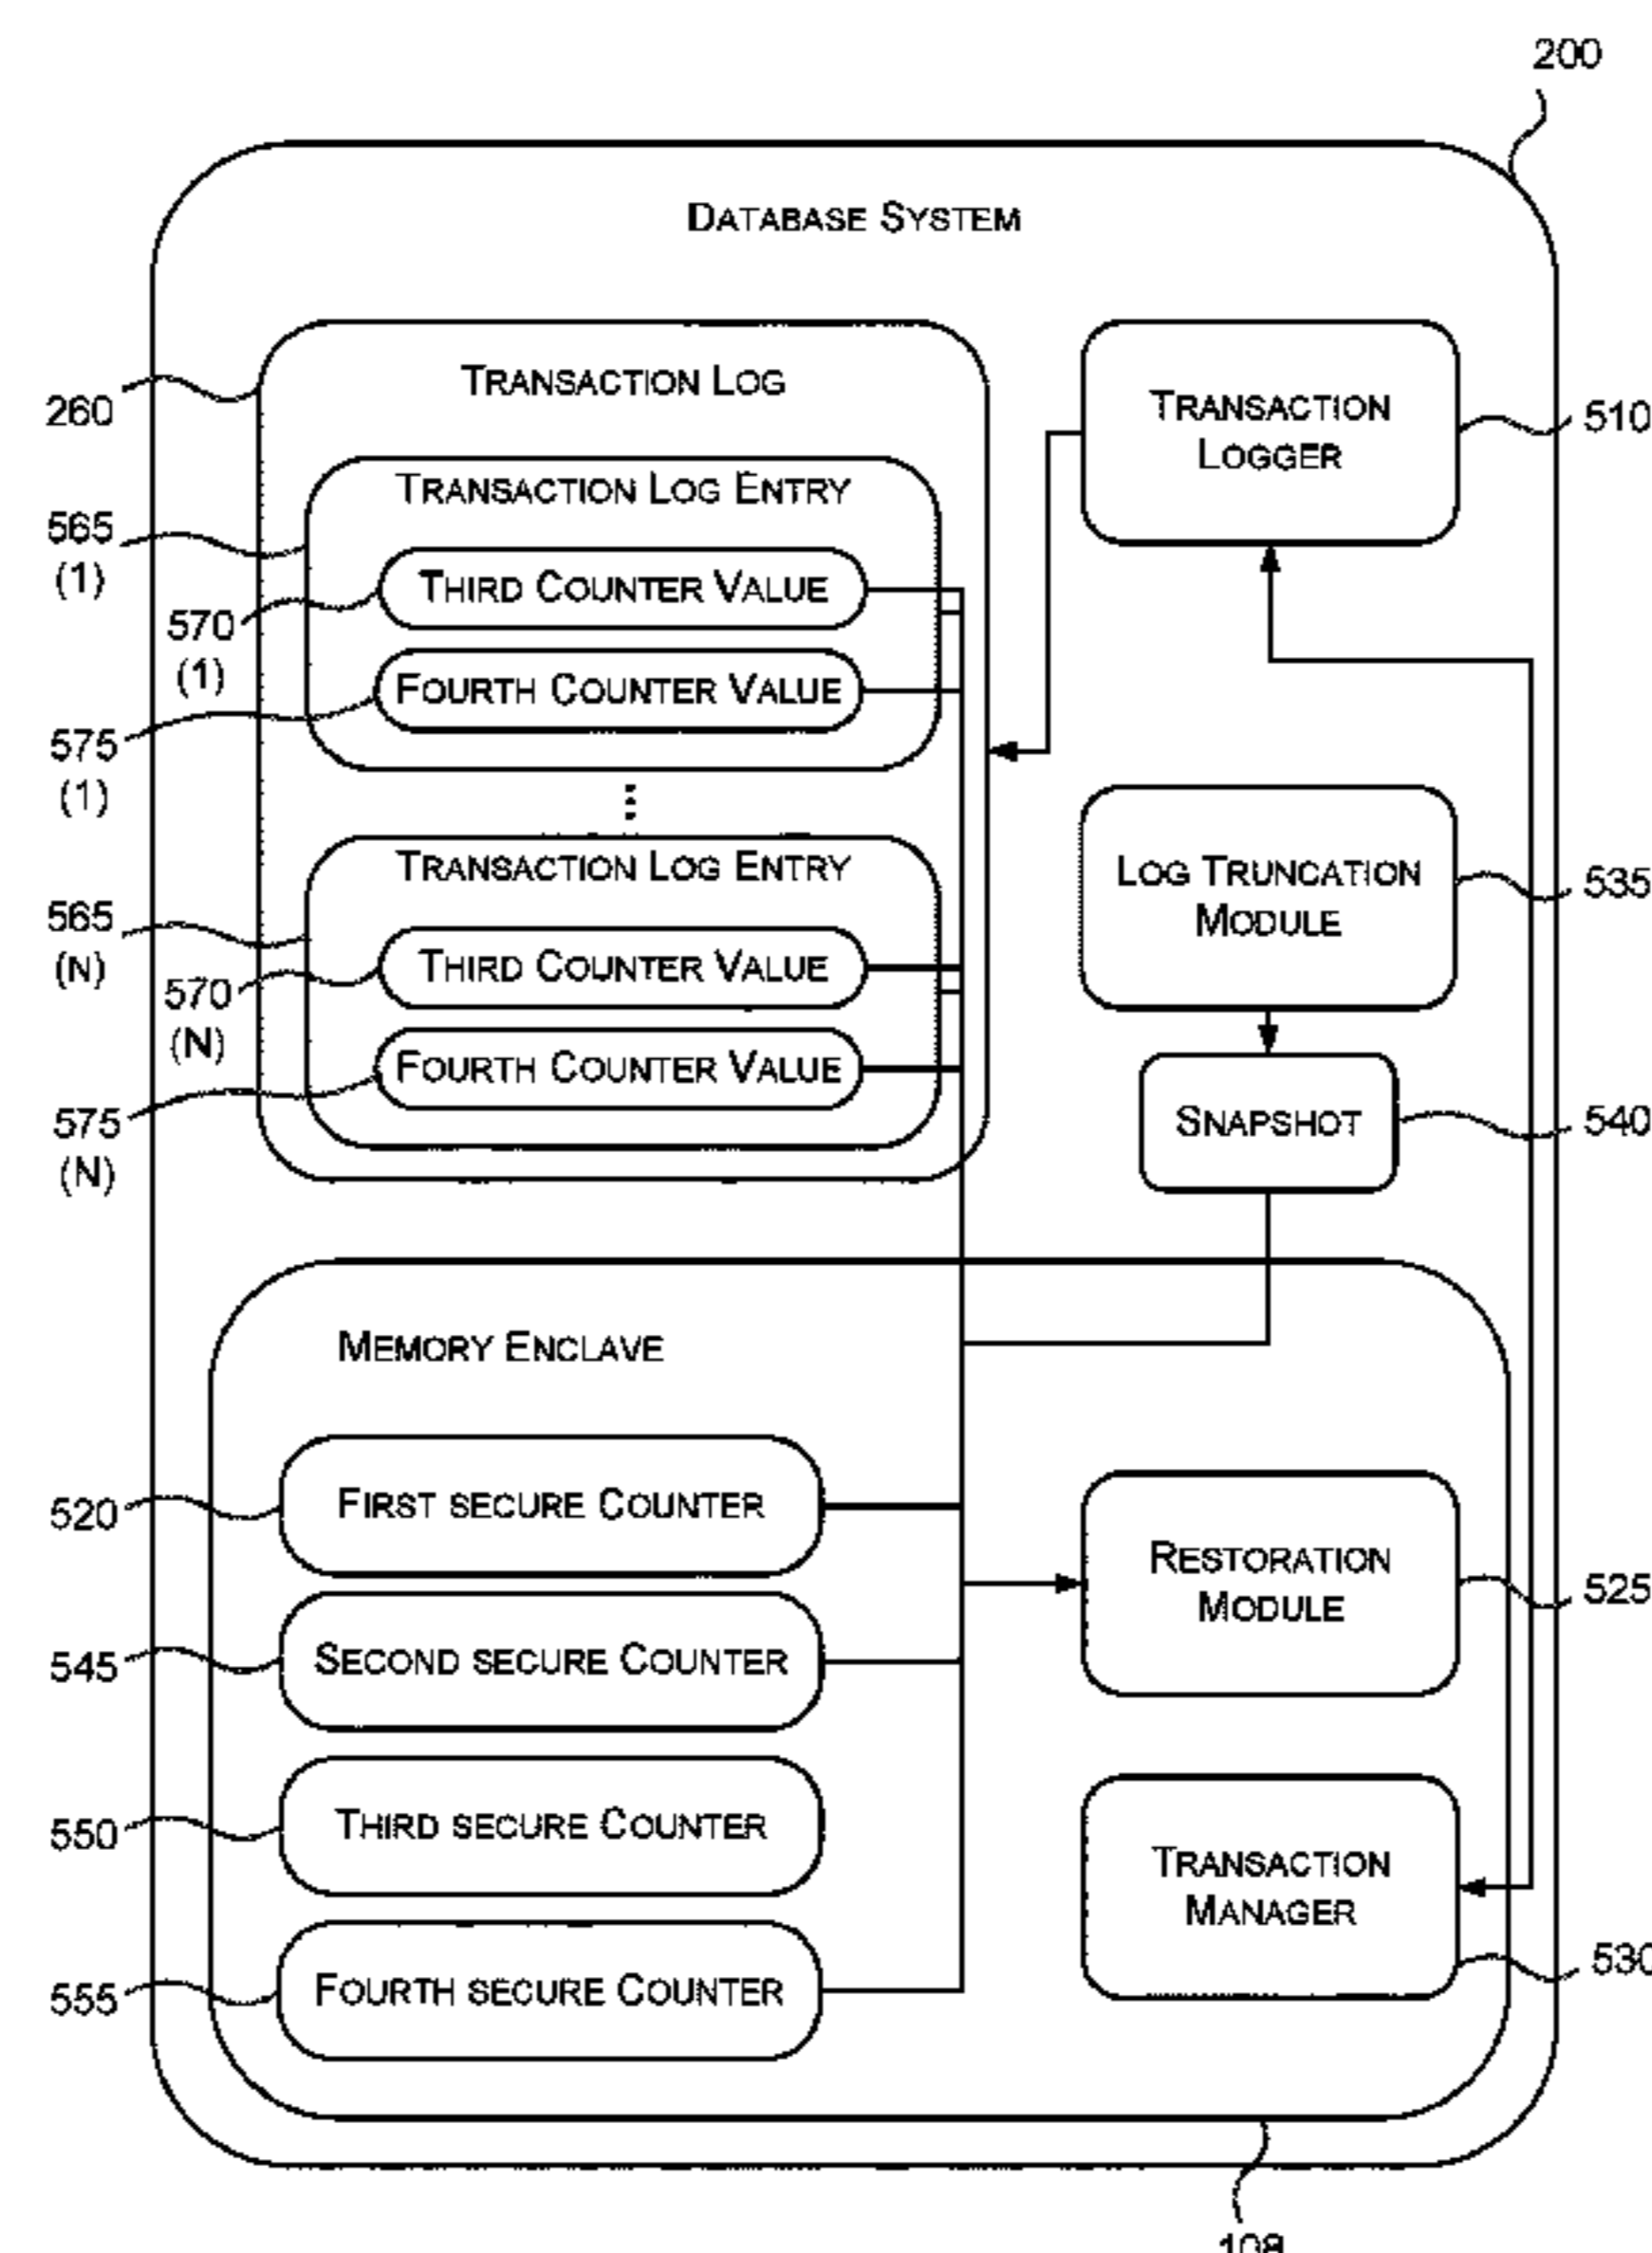 200
DATABASE SYSTEM
260
TRANSACTION LOG
TRANSACTION
LOGGER
510
565
(1)
TRANSACTION LOG ENTRY
570
(1)
THIRD COUNTER VALUE
575
(1)
FOURTH COUNTER VALUE
LOG TRUNCATION
MODULE
535
565
(N)
TRANSACTION LOG ENTRY
570
(N)
THIRD COUNTER VALUE
575
(N)
FOURTH COUNTER VALUE
SNAPSHOT
540
MEMORY ENCLAVE
520
FIRST SECURE COUNTER
RESTORATION
MODULE
525
545
SECOND SECURE COUNTER
550
THIRD SECURE COUNTER
TRANSACTION
MANAGER
530
555
FOURTH SECURE COUNTER
108